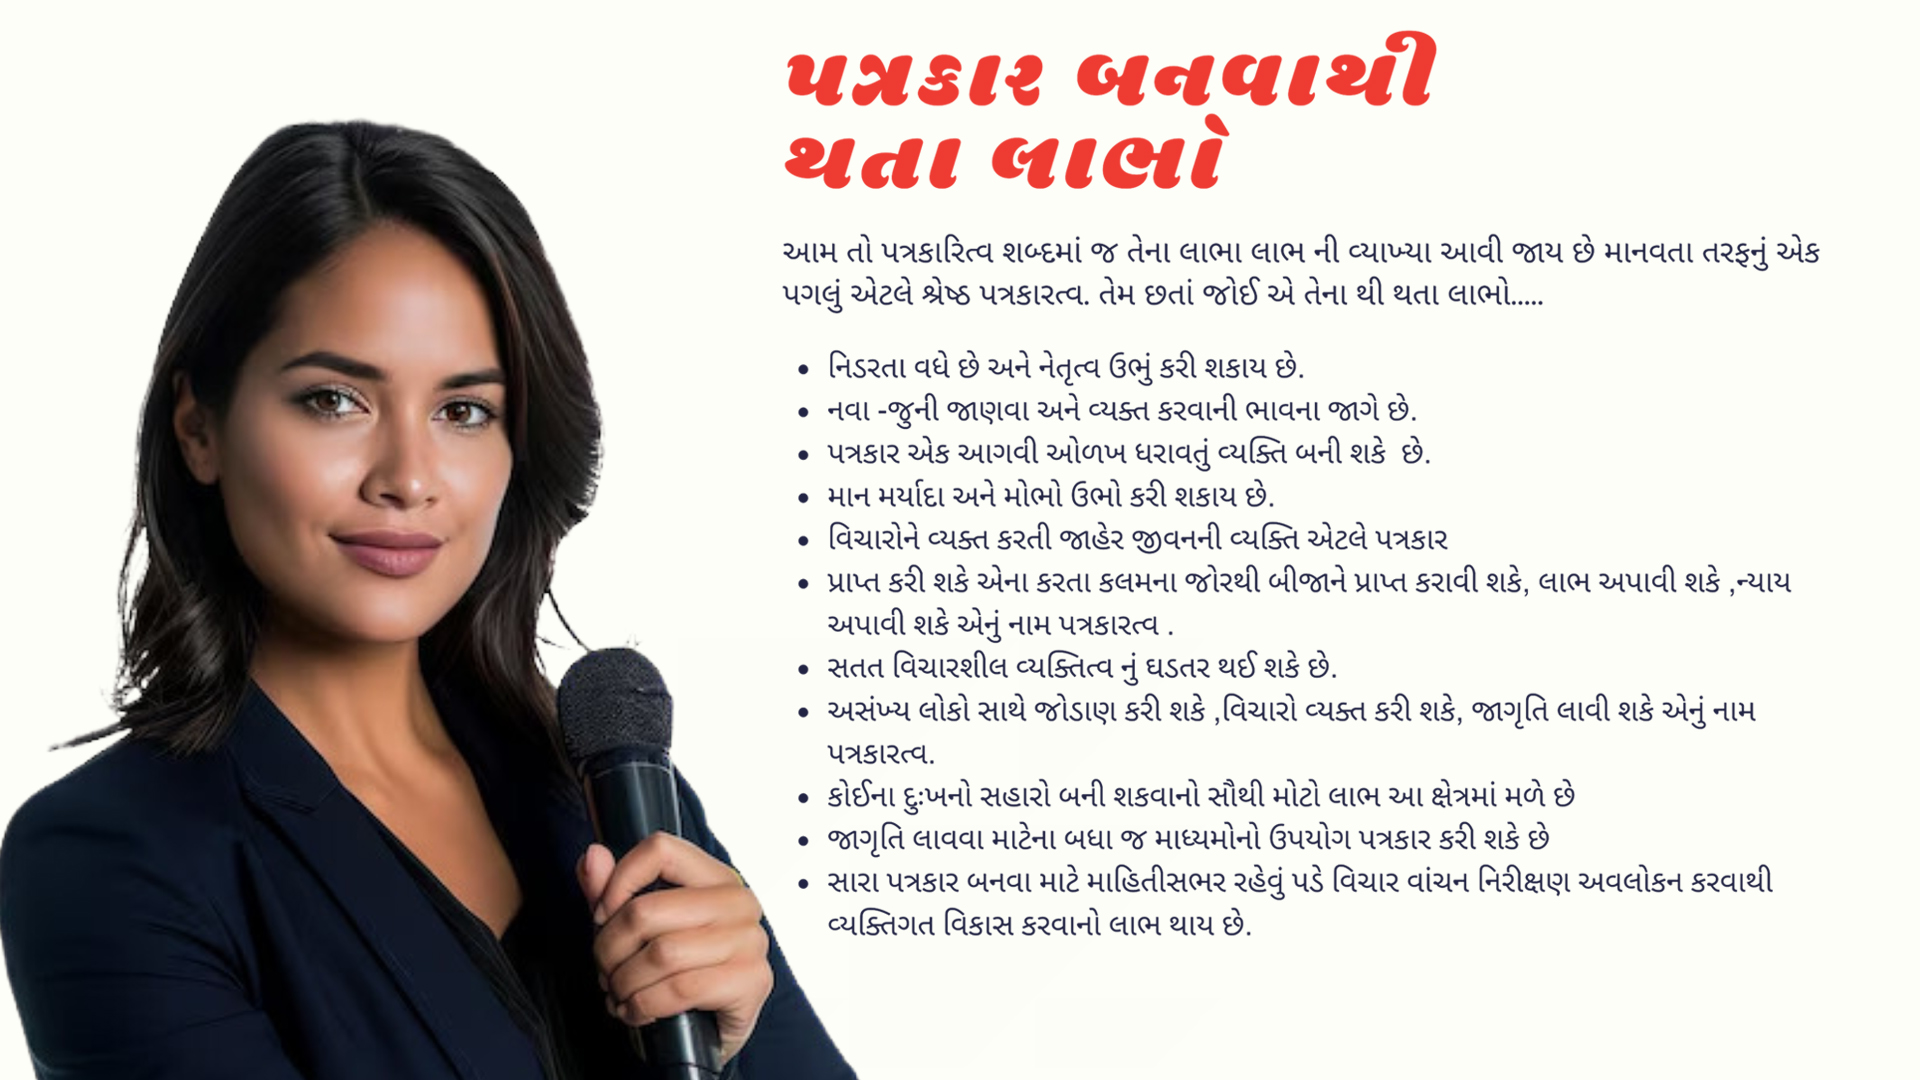 પત્રકાર બનવાથી
થતા લાભો
આમ તો પત્રકારિત્વ શબ્દમાં જ તેના લાભા લાભ ની વ્યાખ્યા આવી જાય છે માનવતા તરફનું એક
પગલું એટલે શ્રેષ્ઠ પત્રકારત્વ. તેમ છતાં જોઈ એ તેના થી થતા લાભો.....
• નિડરતા વધે છે અને નેતૃત્વ ઉભું કરી શકાય છે.
• નવા -જુની જાણવા અને વ્યક્ત કરવાની ભાવના જાગે છે.
• પત્રકાર એક આગવી ઓળખ ધરાવતું વ્યક્તિ બની શકે  છે.
• માન મર્યાદા અને મોભો ઉભો કરી શકાય છે.
• વિચારોને વ્યક્ત કરતી જાહેર જીવનની વ્યક્તિ એટલે પત્રકાર
• પ્રાપ્ત કરી શકે એના કરતા કલમના જોરથી બીજાને પ્રાપ્ત કરાવી શકે, લાભ અપાવી શકે ,ન્યાય
અપાવી શકે એનું નામ પત્રકારત્વ .
• સતત વિચારશીલ વ્યક્તિત્વ નું ઘડતર થઈ શકે છે.
• અસંખ્ય લોકો સાથે જોડાણ કરી શકે ,વિચારો વ્યક્ત કરી શકે, જાગૃતિ લાવી શકે એનું નામ
પત્રકારત્વ.
• કોઈના દુઃખનો સહારો બની શકવાનો સૌથી મોટો લાભ આ ક્ષેત્રમાં મળે છે
• જાગૃતિ લાવવા માટેના બધા જ માધ્યમોનો ઉપયોગ પત્રકાર કરી શકે છે
• સારા પત્રકાર બનવા માટે માહિતીસભર રહેવું પડે વિચાર વાંચન નિરીક્ષણ અવલોકન કરવાથી
વ્યક્તિગત વિકાસ કરવાનો લાભ થાય છે.